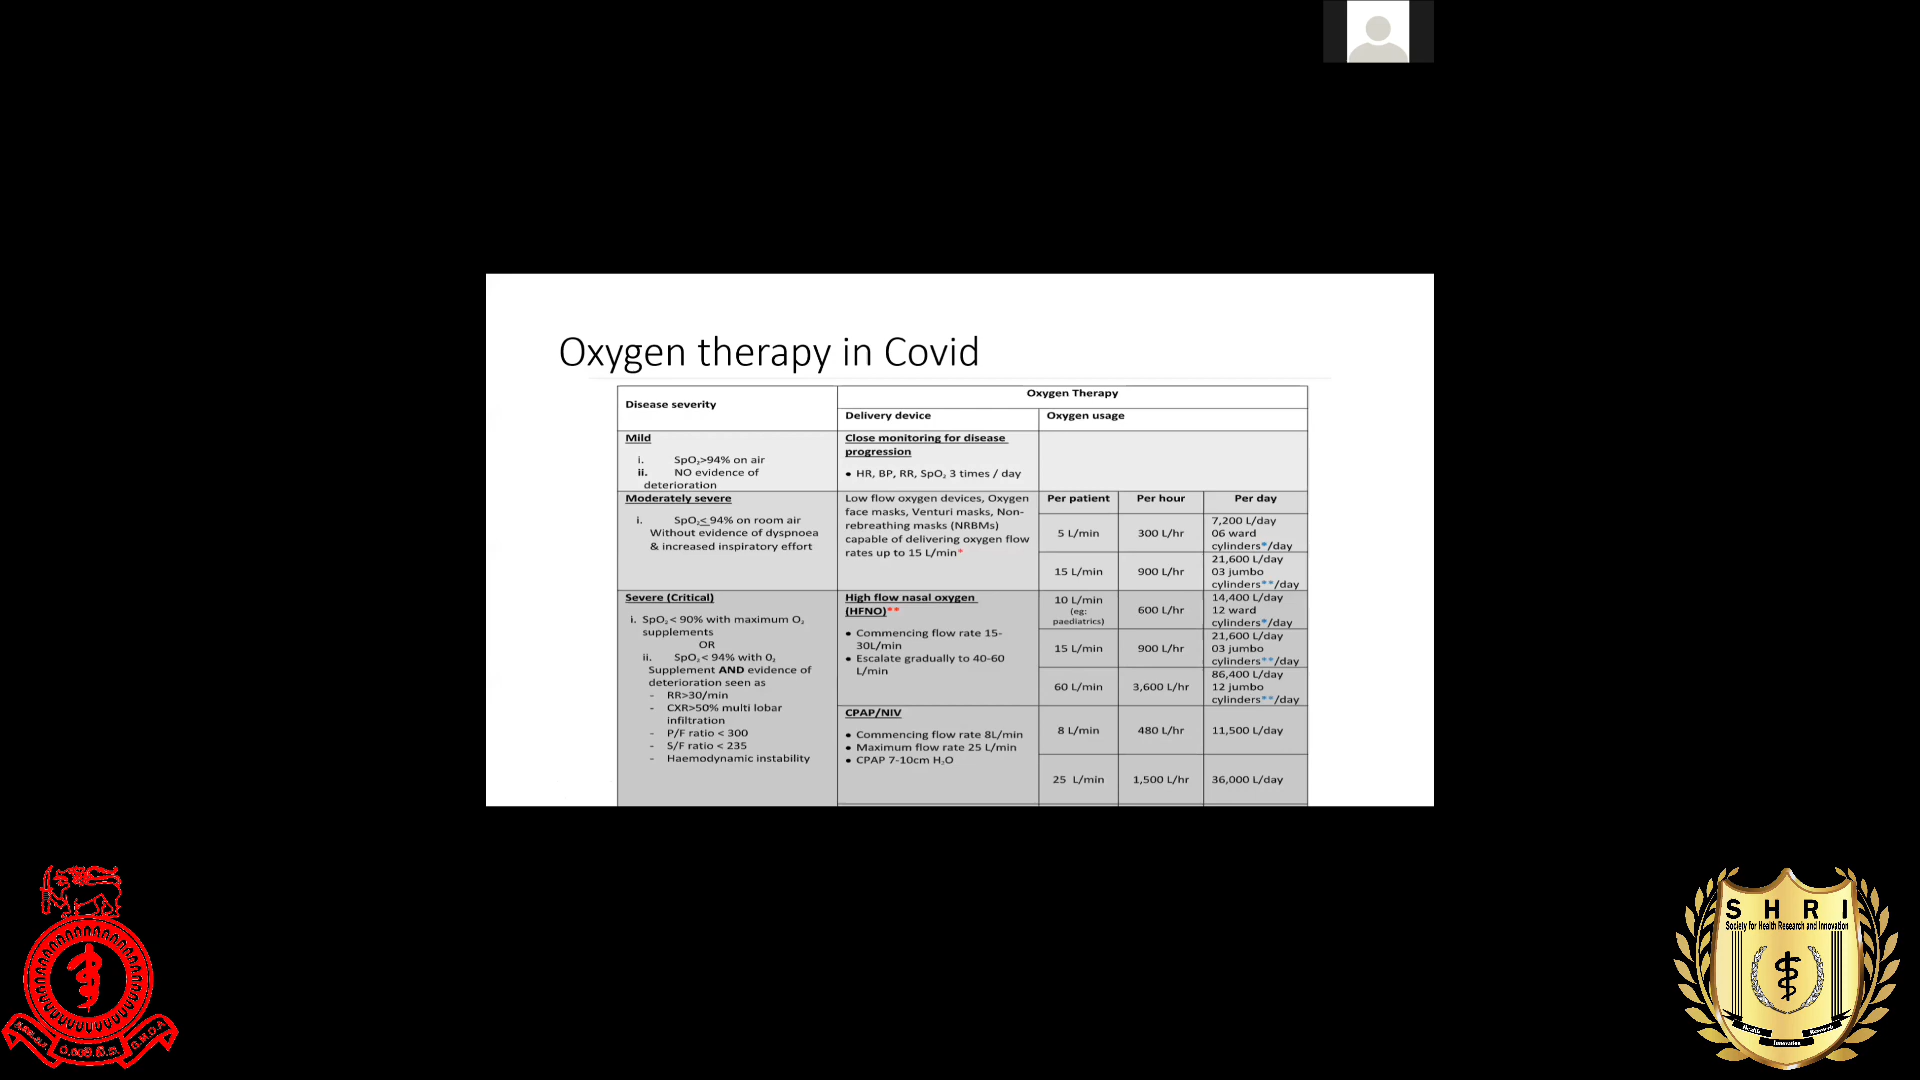 Oxygen therapy in Covid
Disease severity
Oxygen Therapy
Delivery device
Oxygen usage
Mild
i. SpO₂>94% on air
ii. NO evidence of
deterioration
Close monitoring for disease
progression
• HR, BP, RR, SpO₂ 3 times / day
Moderately severe
i. SpO₂< 94% on room air
Without evidence of dyspnoea
& increased inspiratory effort
Low flow oxygen devices, Oxygen
face masks, Venturi masks, Non-
rebreathing masks (NRBMs)
capable of delivering oxygen flow
rates up to 15 L/min*
Per patient
Per hour
Per day
5 L/min
300 L/hr
7,200 L/day
06 ward
cylinders*/day
15 L/min
900 L/hr
21,600 L/day
03 jumbo
cylinders**/day
Severe (Critical)
i. SpO₂ < 90% with maximum O₂
supplements
OR
ii. SpO₂ < 94% with 0₂
Supplement AND evidence of
deterioration seen as
- RR>30/min
- CXR>50% multi lobar
infiltration
- P/F ratio < 300
- S/F ratio < 235
- Haemodynamic instability
High flow nasal oxygen
(HFNO)**
• Commencing flow rate 15-
30L/min
• Escalate gradually to 40-60
L/min
10 L/min
(eg:
paediatrics)
600 L/hr
14,400 L/day
12 ward
cylinders*/day
15 L/min
900 L/hr
21,600 L/day
03 jumbo
cylinders**/day
60 L/min
3,600 L/hr
86,400 L/day
12 jumbo
cylinders**/day
CPAP/NIV
• Commencing flow rate 8L/min
• Maximum flow rate 25 L/min
• CPAP 7-10cm H₂O
8 L/min
480 L/hr
11,500 L/day
25 L/min
1,500 L/hr
36,000 L/day
G.M.O.A.
SHRI
Society for Health Research and Innovation
Health
Research
Innovation